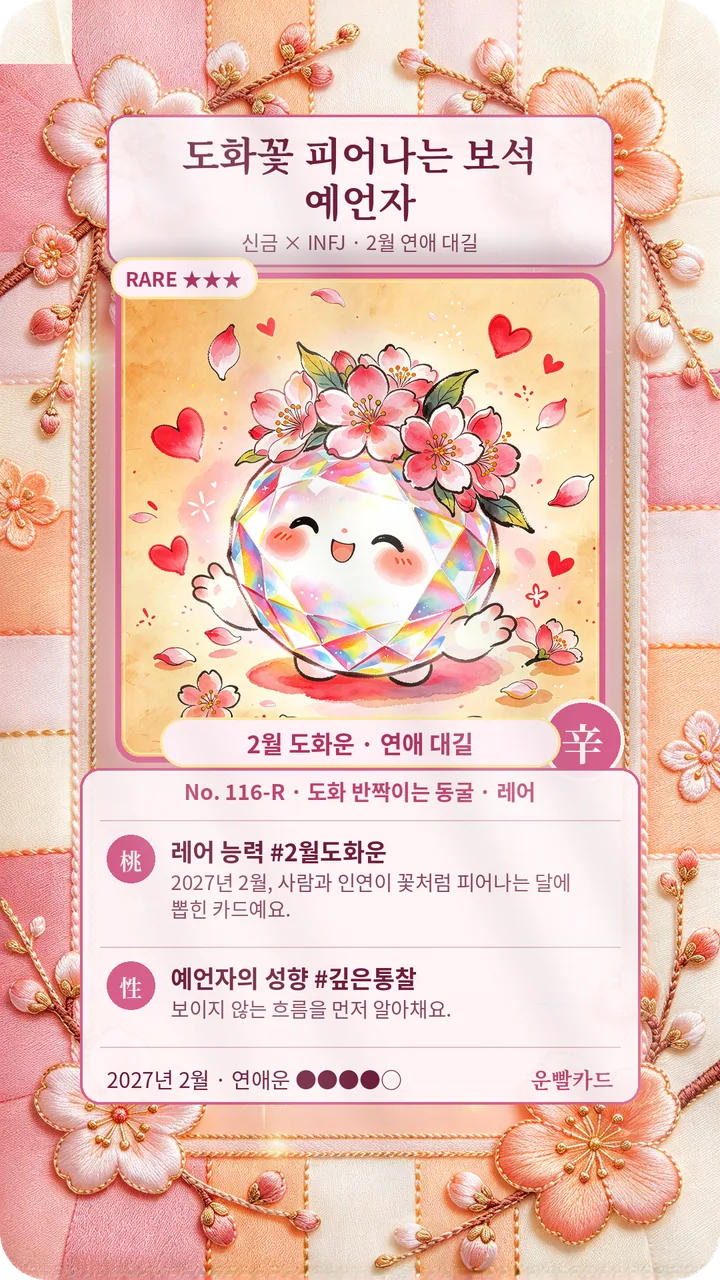 도화꽃 피어나는 보석
예언자
신금 × INFJ · 2월 연애 대길
RARE ★★★
2월 도화운 · 연애 대길
辛
No. 116-R · 도화 반짝이는 동굴 · 레어
桃
레어 능력 #2월도화운
2027년 2월, 사람과 인연이 꽃처럼 피어나는 달에
뽑힌 카드예요.
性
예언자의 성향 #깊은통찰
보이지 않는 흐름을 먼저 알아채요.
2027년 2월 · 연애운 ●●●●○
운빨카드